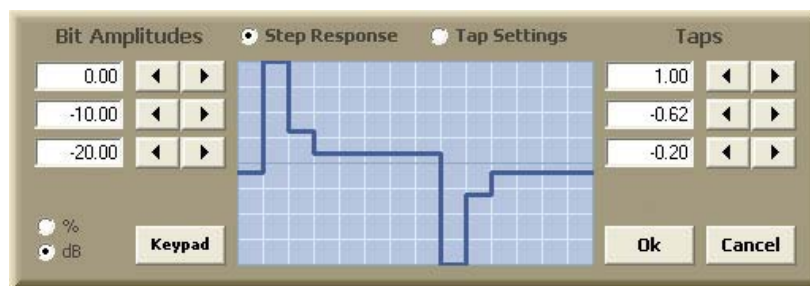 Bit Amplitudes
Step Response
Tap Settings
Taps
0.00
1.00
-10.00
-0.62
-20.00
-0.20
%
dB
Keypad
Ok
Cancel